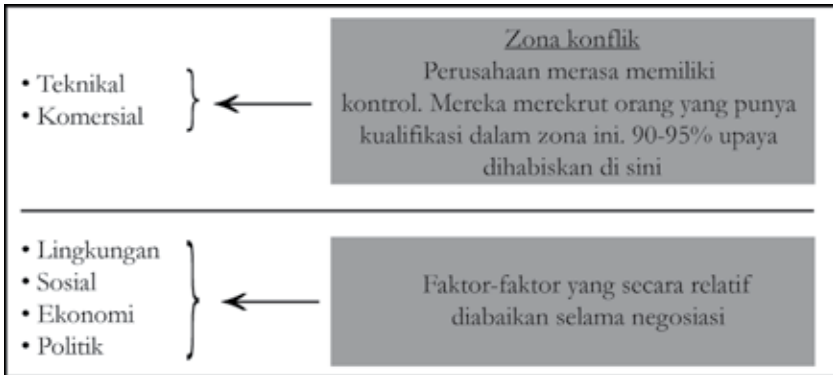 • Teknikal
• Komersial
Zona konflik
Perusahaan merasa memiliki
kontrol. Mereka merekrut orang yang punya
kualifikasi dalam zona ini. 90-95% upaya
dihabiskan di sini
• Lingkungan
• Sosial
• Ekonomi
• Politik
Faktor-faktor yang secara relatif
diabaikan selama negosiasi